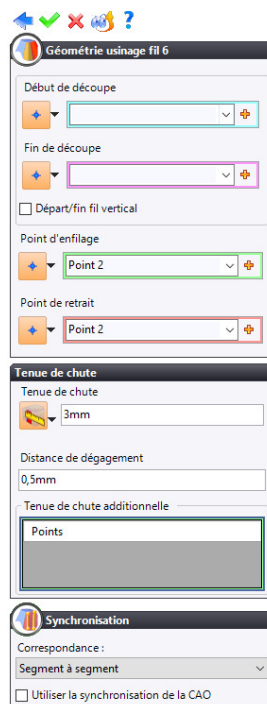 ?
Géométrie usinage fil 6
Début de découpe
Fin de découpe
Départ/fin fil vertical
Point d'enfilage
Point 2
Point de retrait
Point 2
Tenue de chute
Tenue de chute
3mm
Distance de dégagement
0,5mm
Tenue de chute additionnelle
Points
Synchronisation
Correspondance :
Segment à segment
Utiliser la synchronisation de la CAO